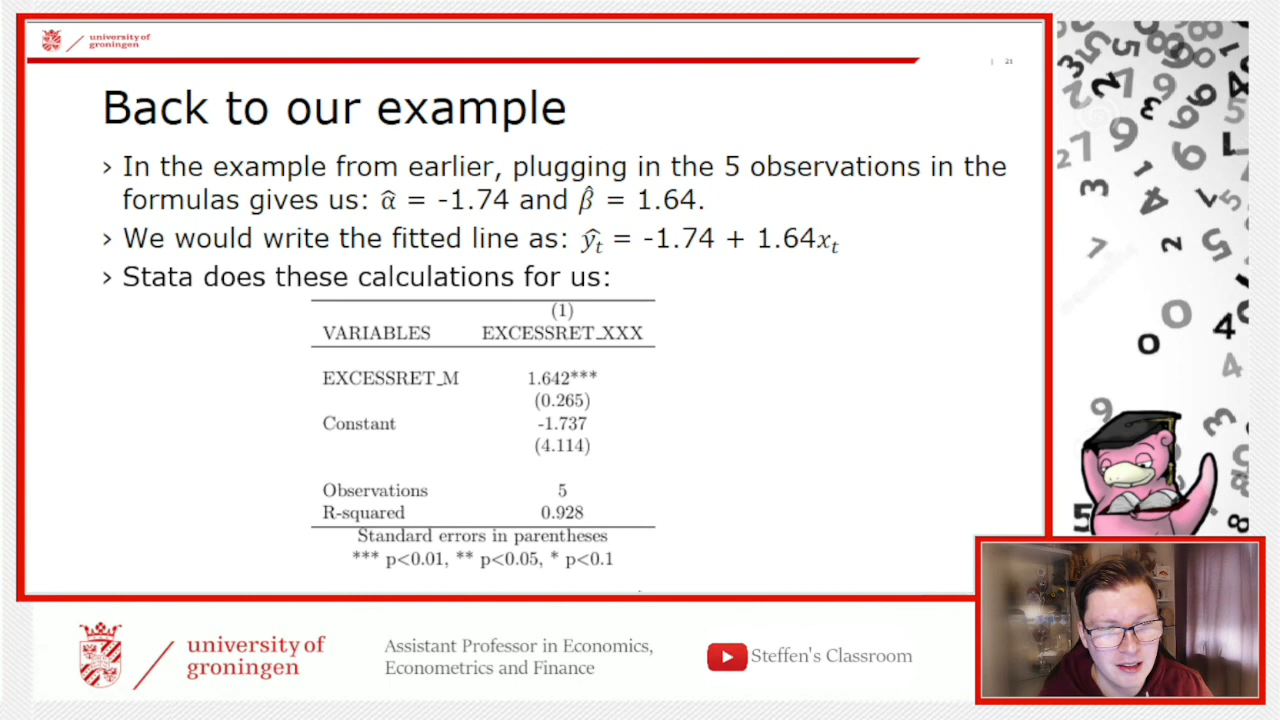 university of
groningen
| 21
Back to our example
› In the example from earlier, plugging in the 5 observations in the
formulas gives us: α̂ = -1.74 and β̂ = 1.64.
› We would write the fitted line as: ŷₜ = -1.74 + 1.64xₜ
› Stata does these calculations for us:
(1)
VARIABLES EXCESSRET_XXX
EXCESSRET_M 1.642***
(0.265)
Constant -1.737
(4.114)
Observations 5
R-squared 0.928
Standard errors in parentheses
*** p<0.01, ** p<0.05, * p<0.1
university of
groningen
Assistant Professor in Economics,
Econometrics and Finance
Steffen's Classroom